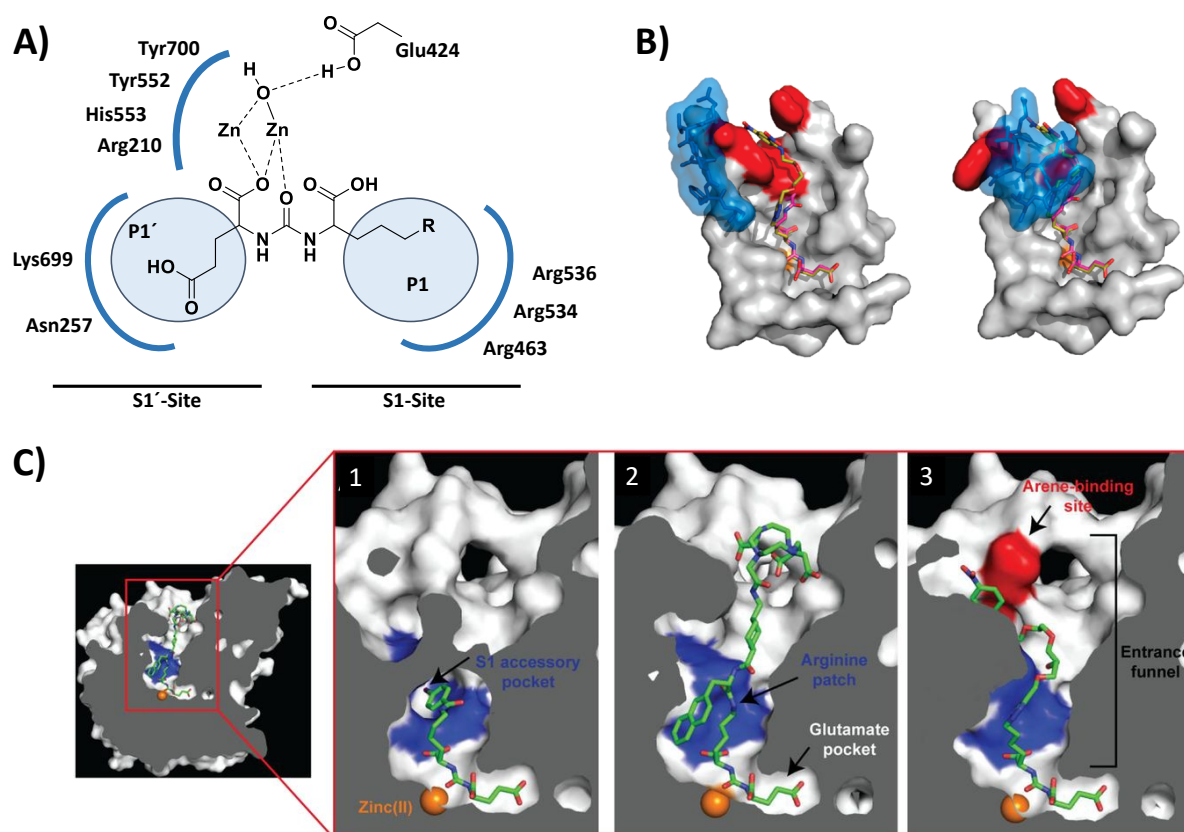 A)
Tyr700
Tyr552
His553
Arg210
O
H
O
H
O
Glu424
Zn
Zn
O
O
O
O
OH
P1´
N
H
N
H
R
HO
O
P1
Lys699
Asn257
Arg536
Arg534
Arg463
S1´-Site
S1-Site
B)
C)
1
2
3
S1 accessory
pocket
Zinc(II)
Arginine
patch
Glutamate
pocket
Arene-binding
site
Entrance
funnel